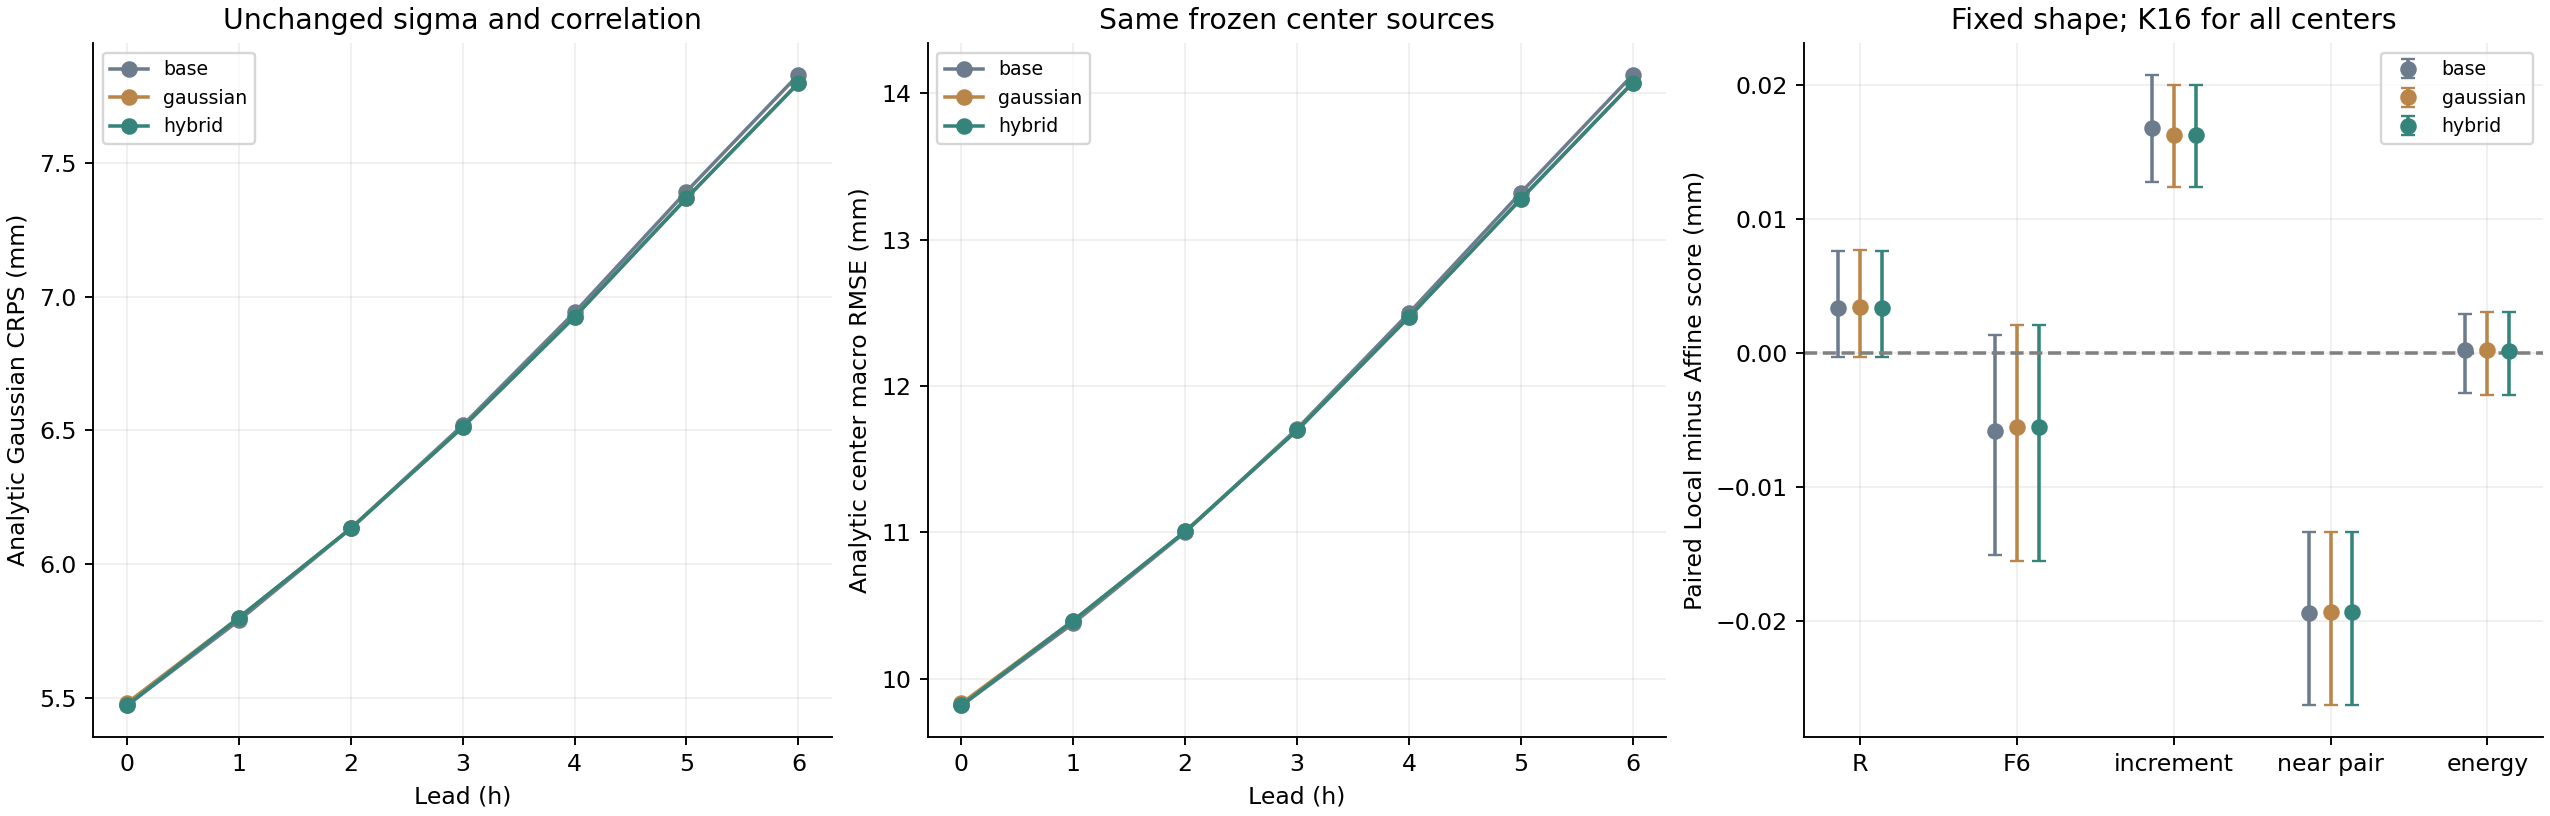 Unchanged sigma and correlation
Analytic Gaussian CRPS (mm)
7.5
7.0
6.5
6.0
5.5
base
gaussian
hybrid
0 1 2 3 4 5 6
Lead (h)
Same frozen center sources
Analytic center macro RMSE (mm)
14
13
12
11
10
base
gaussian
hybrid
0 1 2 3 4 5 6
Lead (h)
Fixed shape; K16 for all centers
Paired Local minus Affine score (mm)
0.02
0.01
0.00
−0.01
−0.02
base
gaussian
hybrid
R F6 increment near pair energy